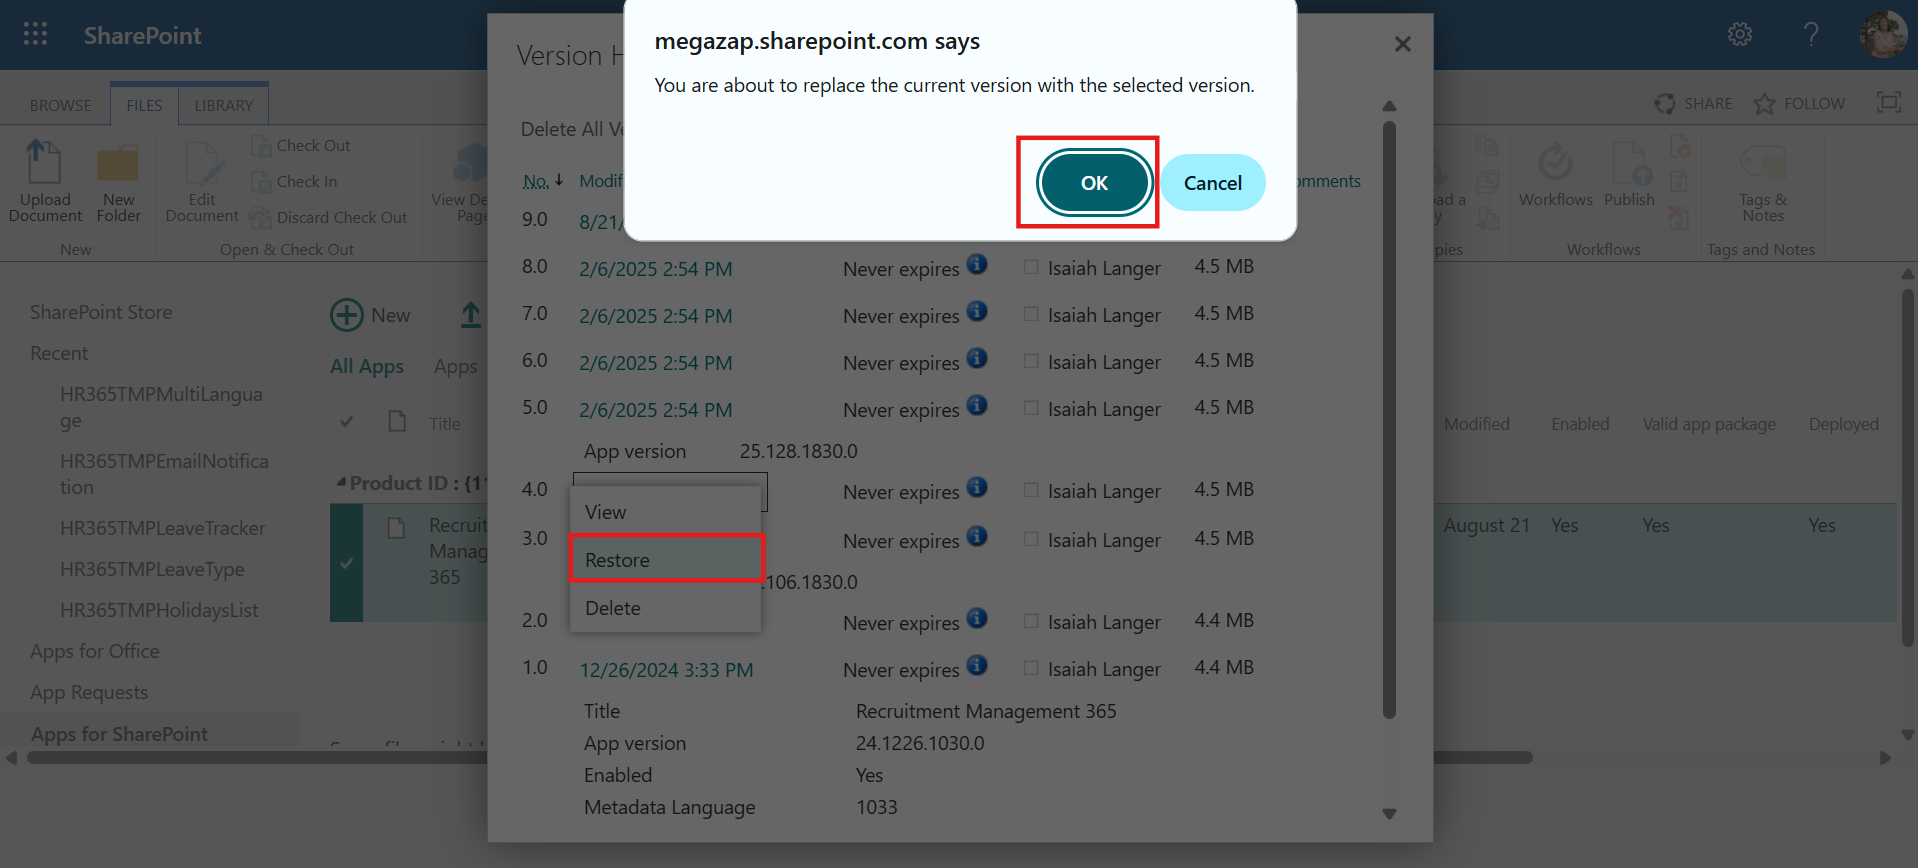 SharePoint
BROWSE
FILES
LIBRARY
SHARE
FOLLOW
Upload
Document
New
Folder
New
Edit
Document
Check Out
Check In
Discard Check Out
Open & Check Out
View De
Page
Workflows
Publish
Workflows
Tags &
Notes
Tags and Notes
SharePoint Store
Recent
HR365TMPMultiLangua
ge
HR365TMPEmailNotifica
tion
HR365TMPLeaveTracker
HR365TMPLeaveType
HR365TMPHolidaysList
Apps for Office
App Requests
Apps for SharePoint
New
All Apps
Apps
Title
Modified
Enabled
Valid app package
Deployed
Product ID : {1
Recruit
Manag
365
August 21
Yes
Yes
Yes
Version H
Delete All Ve
No.
Modif
omments
9.0 8/21/
8.0 2/6/2025 2:54 PM Never expires Isaiah Langer 4.5 MB
7.0 2/6/2025 2:54 PM Never expires Isaiah Langer 4.5 MB
6.0 2/6/2025 2:54 PM Never expires Isaiah Langer 4.5 MB
5.0 2/6/2025 2:54 PM Never expires Isaiah Langer 4.5 MB
App version 25.128.1830.0
4.0 Never expires Isaiah Langer 4.5 MB
3.0 Never expires Isaiah Langer 4.5 MB
.106.1830.0
View
Restore
Delete
2.0 Never expires Isaiah Langer 4.4 MB
1.0 12/26/2024 3:33 PM Never expires Isaiah Langer 4.4 MB
Title Recruitment Management 365
App version 24.1226.1030.0
Enabled Yes
Metadata Language 1033
megazap.sharepoint.com says
You are about to replace the current version with the selected version.
OK
Cancel